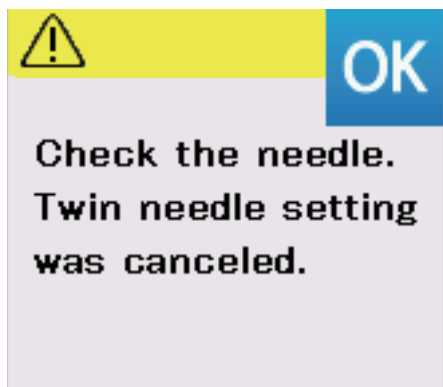 OK
Check the needle.
Twin needle setting
was canceled.